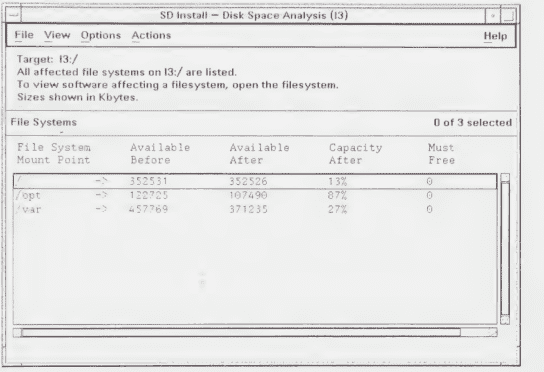 SD Install – Disk Space Analysis (l3)
File View Options Actions Help
Target: l3:/
All affected file systems on l3:/ are listed.
To view software affecting a filesystem, open the filesystem.
Sizes shown in Kbytes.
File Systems 0 of 3 selected
File System Available Available Capacity Must
Mount Point Before After After Free
/ -> 352531 352526 13% 0
/opt -> 122725 107490 87% 0
/var -> 457769 371235 27% 0